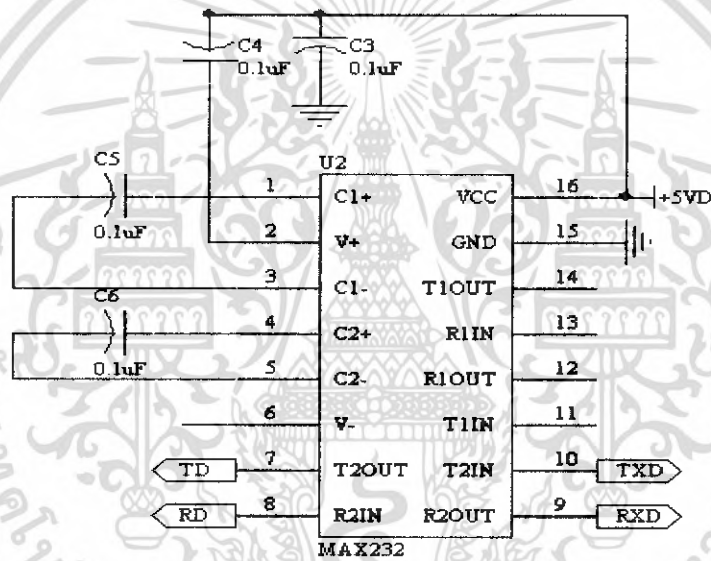 C4
0.1uF
C3
0.1uF
U2
C5
0.1uF
C6
0.1uF
1 C1+ VCC 16 +5VD
2 V+ GND 15
3 C1- T1OUT 14
4 C2+ R1IN 13
5 C2- R1OUT 12
6 V- T1IN 11
TD 7 T2OUT T2IN 10 TXD
RD 8 R2IN R2OUT 9 RXD
MAX232